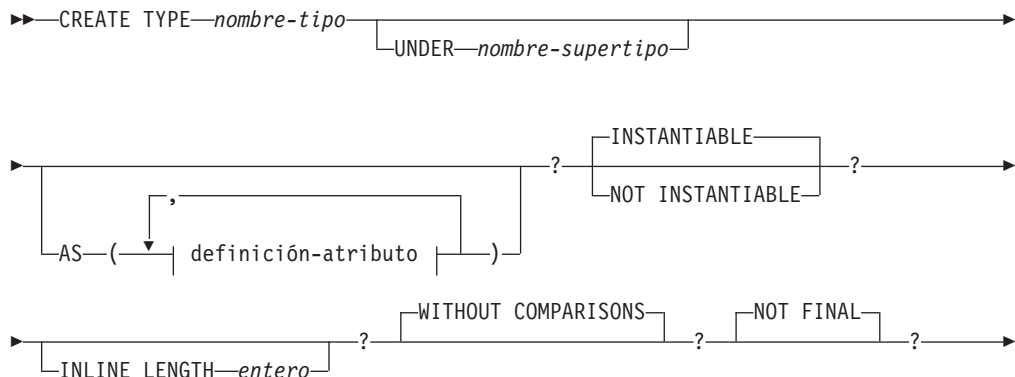 CREATE TYPE nombre-tipo
UNDER nombre-supertipo
? INSTANTIABLE ?
NOT INSTANTIABLE
,
AS ( definición-atributo )
WITHOUT COMPARISONS NOT FINAL
? ? ?
INLINE LENGTH entero